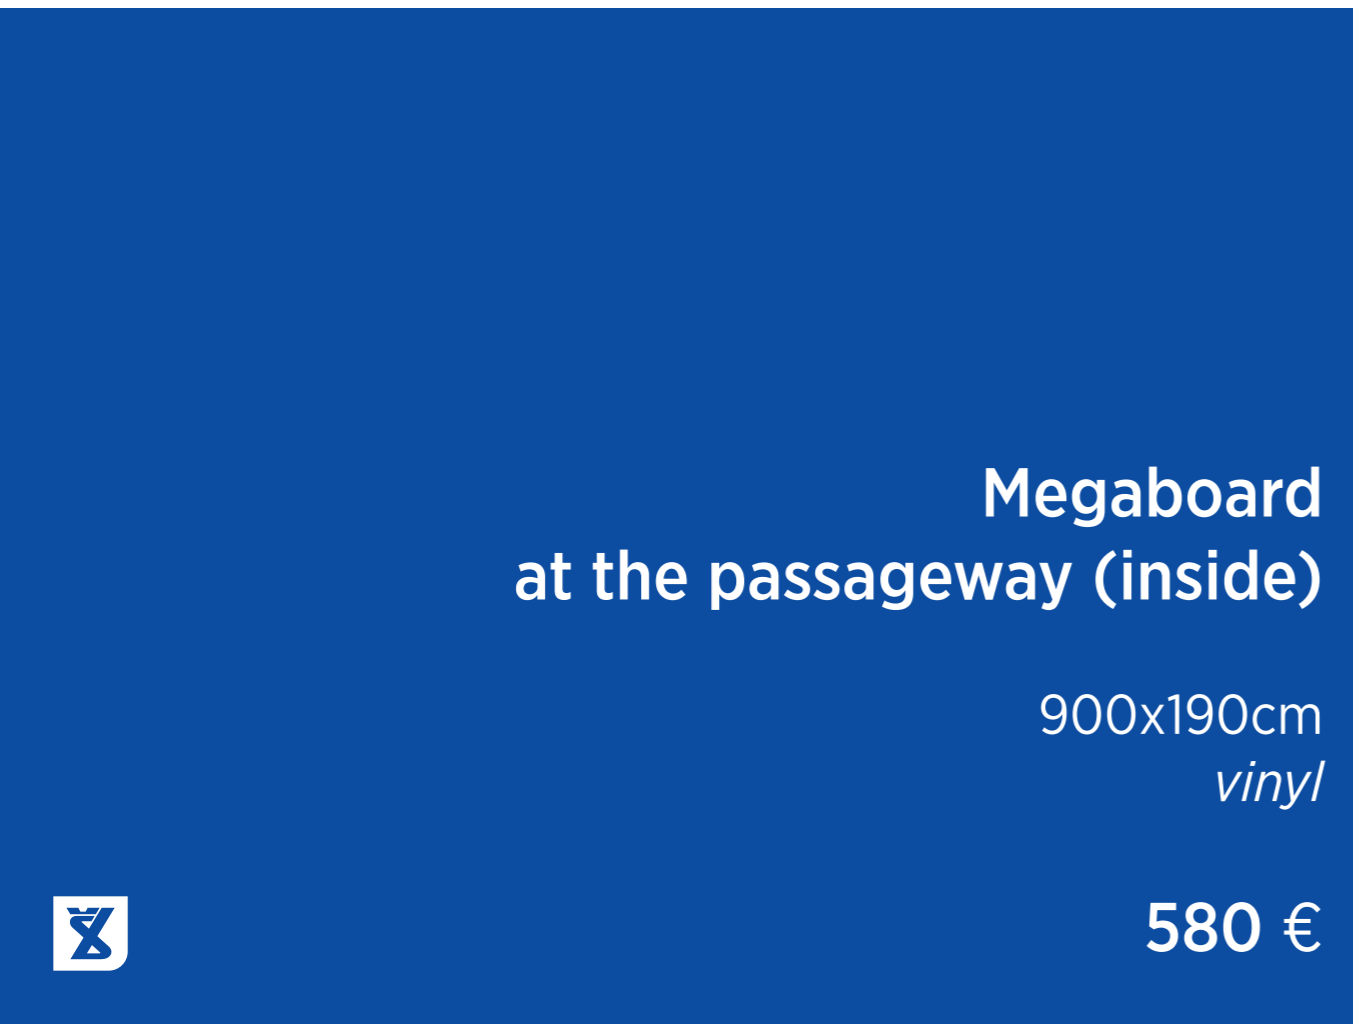 Megaboard
at the passageway (inside)
900x190cm
vinyl
580 €